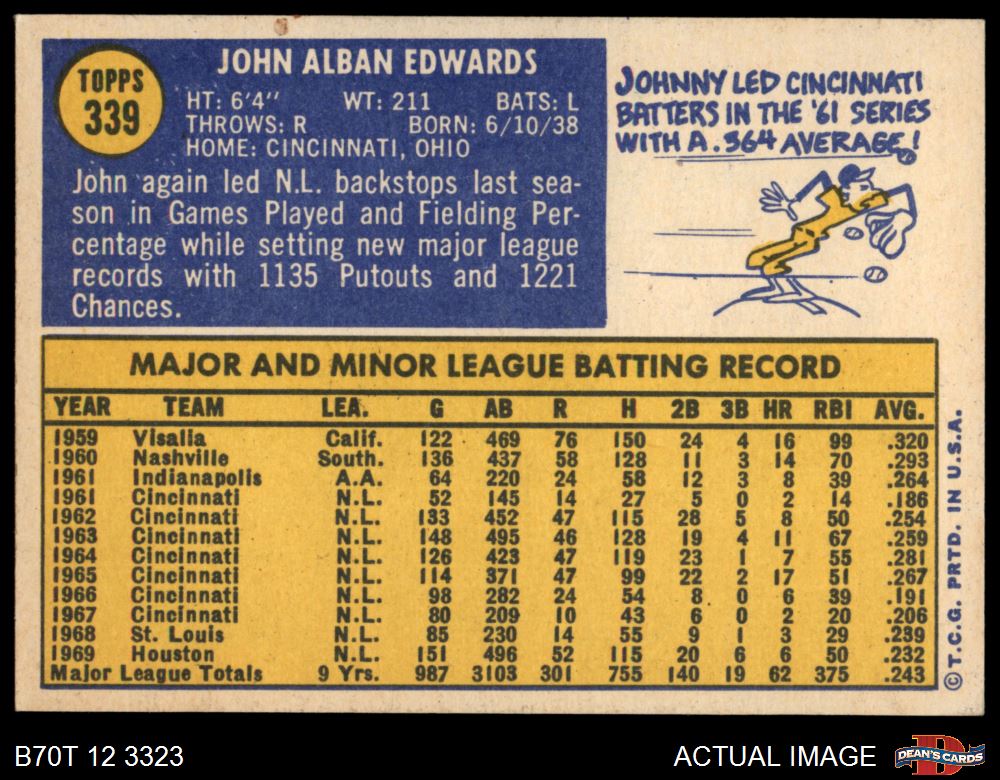 TOPPS
339
JOHN ALBAN EDWARDS
HT: 6'4" WT: 211 BATS: L
THROWS: R BORN: 6/10/38
HOME: CINCINNATI, OHIO
John again led N.L. backstops last sea-
son in Games Played and Fielding Per-
centage while setting new major league
records with 1135 Putouts and 1221
Chances.
JOHNNY LED CINCINNATI
BATTERS IN THE '61 SERIES
WITH A .364 AVERAGE!
MAJOR AND MINOR LEAGUE BATTING RECORD
YEAR TEAM LEA. G AB R H 2B 3B HR RBI AVG.
1959 Visalia Calif. 122 469 76 150 24 4 16 99 .320
1960 Nashville South. 136 437 58 128 11 3 14 70 .293
1961 Indianapolis A.A. 64 220 24 58 12 3 8 39 .264
1961 Cincinnati N.L. 52 145 14 27 5 0 2 14 .186
1962 Cincinnati N.L. 133 452 47 115 28 5 8 50 .254
1963 Cincinnati N.L. 148 495 46 128 19 4 11 67 .259
1964 Cincinnati N.L. 126 423 47 119 23 1 7 55 .281
1965 Cincinnati N.L. 114 371 47 99 22 2 17 51 .267
1966 Cincinnati N.L. 98 282 24 54 8 0 6 39 .191
1967 Cincinnati N.L. 80 209 10 43 6 0 2 20 .206
1968 St. Louis N.L. 85 230 14 55 9 1 3 29 .239
1969 Houston N.L. 151 496 52 115 20 6 6 50 .232
Major League Totals 9 Yrs. 987 3103 301 755 140 19 62 375 .243
©T.C.G. PRTD. IN U.S.A.
B70T 12 3323
ACTUAL IMAGE
D
DEAN'S CARDS